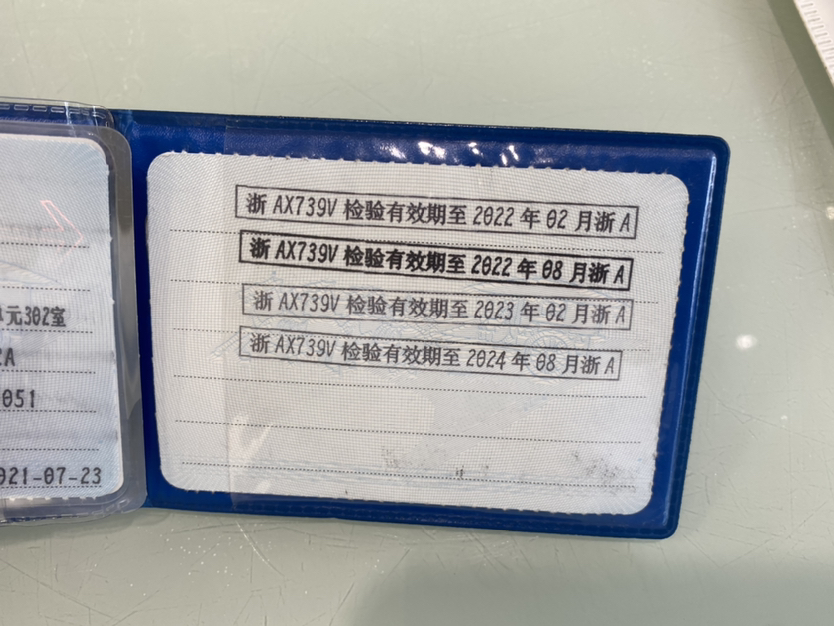 元302室
2A
051
021-07-23
浙 AX739V 检验有效期至 2022 年 02 月浙 A
浙 AX739V 检验有效期至 2022 年 08 月浙 A
浙 AX739V 检验有效期至 2023 年 02 月浙 A
浙 AX739V 检验有效期至 2024 年 08 月浙 A